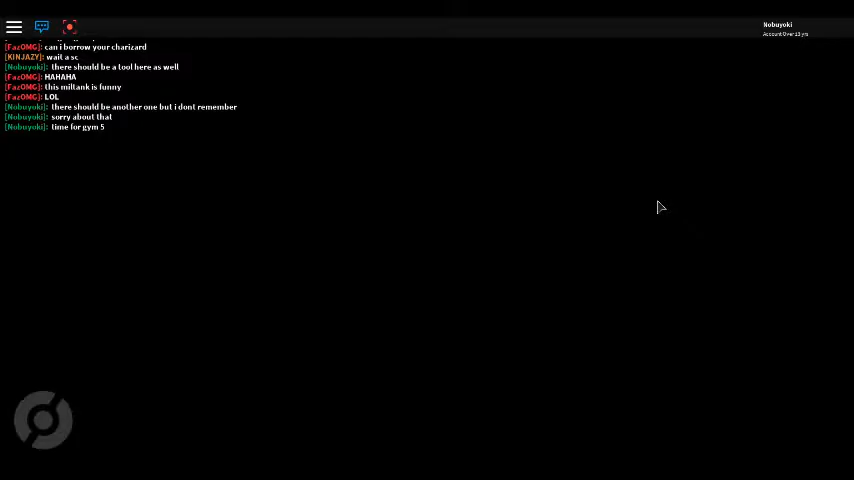 Nobuyoki
Account Over 13 yrs
[FazOMG]: can i borrow your charizard
[KINJAZY]: wait a sc
[Nobuyoki]: there should be a tool here as well
[FazOMG]: HAHAHA
[FazOMG]: this miltank is funny
[FazOMG]: LOL
[Nobuyoki]: there should be another one but i dont remember
[Nobuyoki]: sorry about that
[Nobuyoki]: time for gym 5